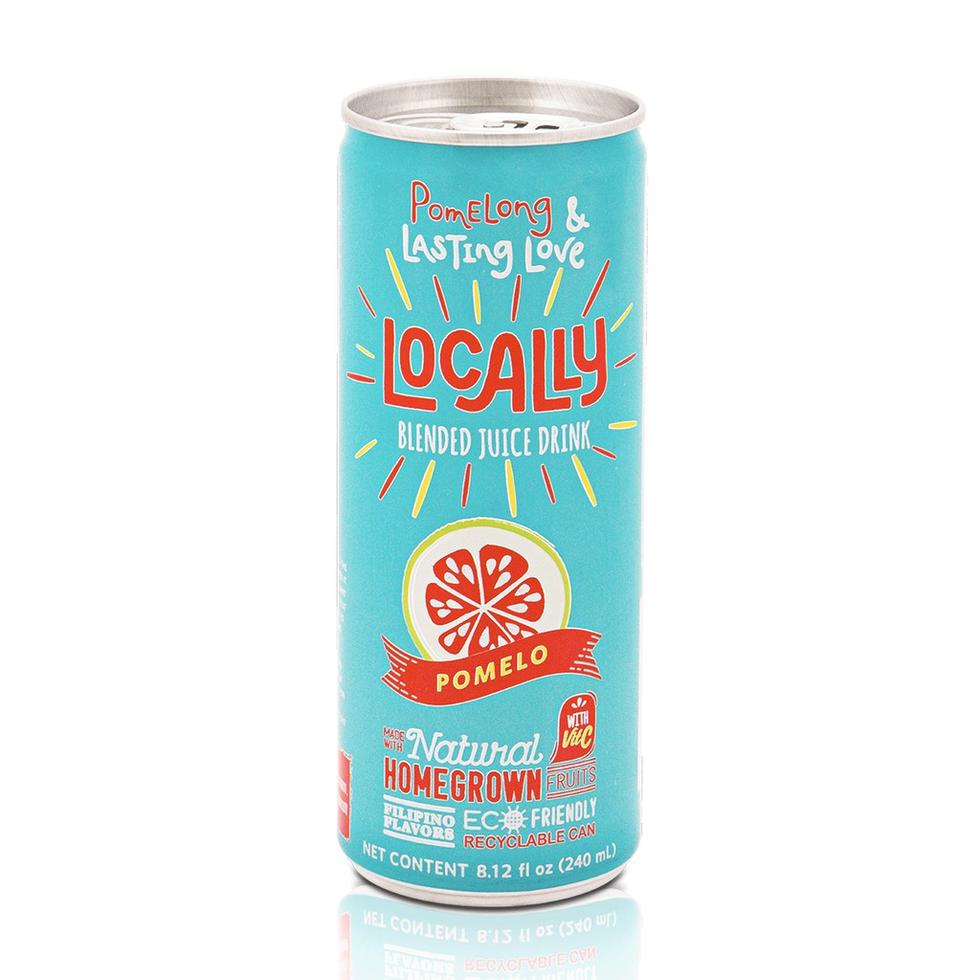 PomeLong &
LASTING LOVE
LOCALLY
BLENDED JUICE DRINK
POMELO
WITH
Vit C
MADE
WITH
Natural
HOMEGROWN
FRUITS
FILIPINO
FLAVORS
ECO FRIENDLY
RECYCLABLE CAN
NET CONTENT 8.12 fl oz (240 mL)